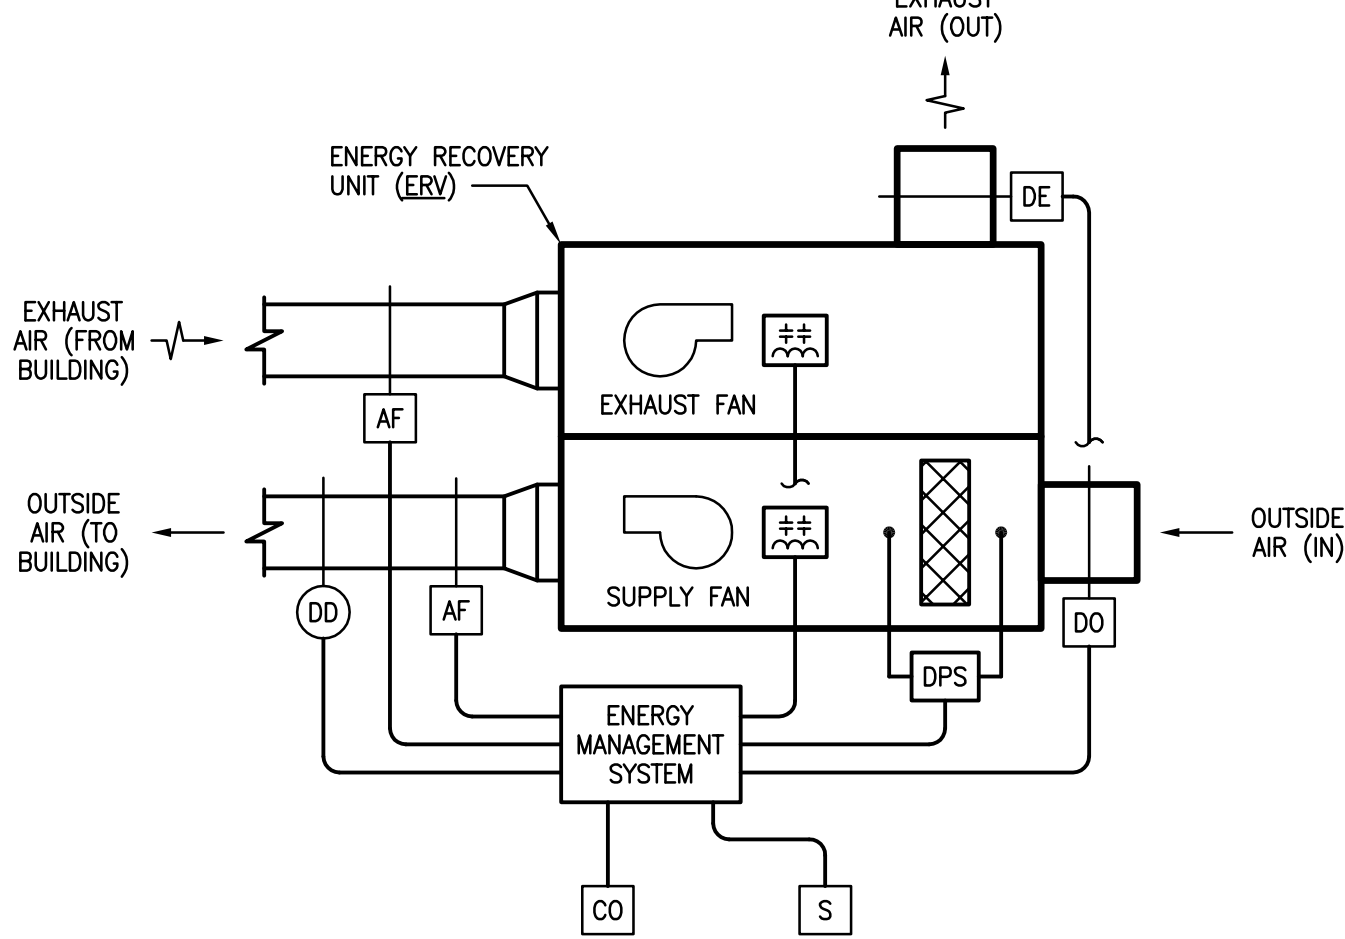 EXHAUST
AIR (OUT)
ENERGY RECOVERY
UNIT (ERV)
DE
EXHAUST
AIR (FROM
BUILDING)
AF
EXHAUST FAN
OUTSIDE
AIR (TO
BUILDING)
OUTSIDE
AIR (IN)
DD
AF
SUPPLY FAN
DO
DPS
ENERGY
MANAGEMENT
SYSTEM
CO
S